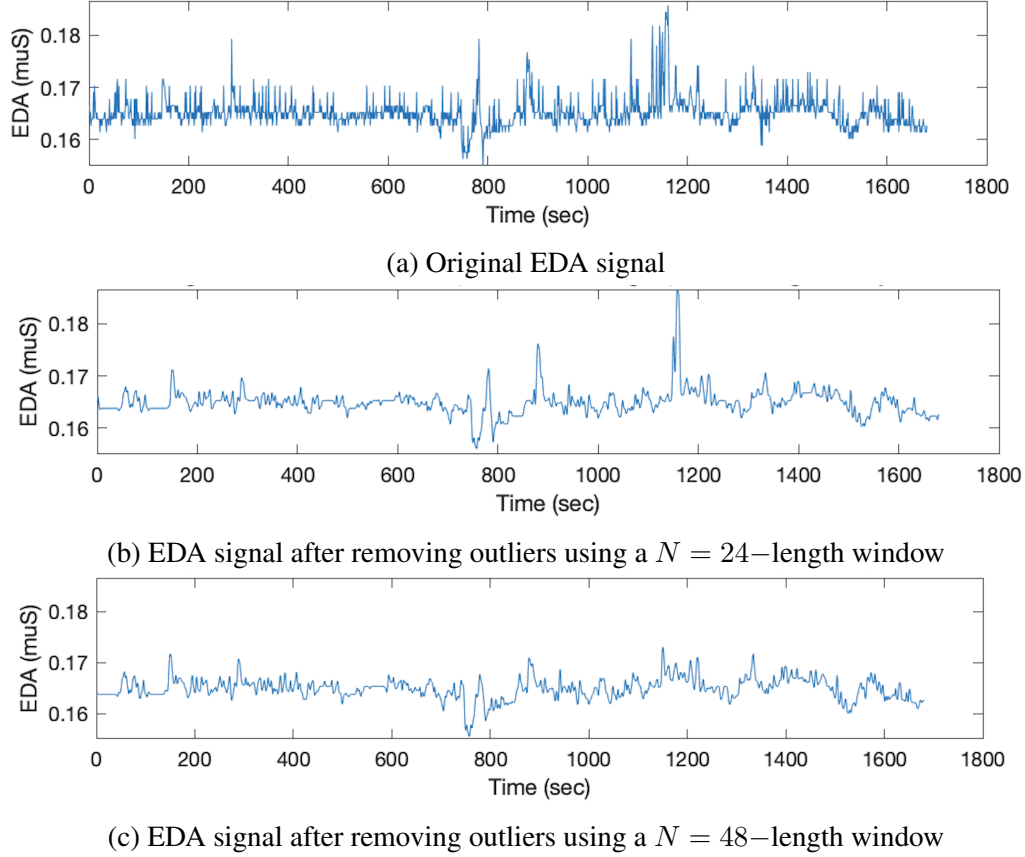 0.18
0.17
0.16
EDA (muS)
0 200 400 600 800 1000 1200 1400 1600 1800
Time (sec)
(a) Original EDA signal
0.18
0.17
0.16
EDA (muS)
0 200 400 600 800 1000 1200 1400 1600 1800
Time (sec)
(b) EDA signal after removing outliers using a N = 24−length window
0.18
0.17
0.16
EDA (muS)
0 200 400 600 800 1000 1200 1400 1600 1800
Time (sec)
(c) EDA signal after removing outliers using a N = 48−length window